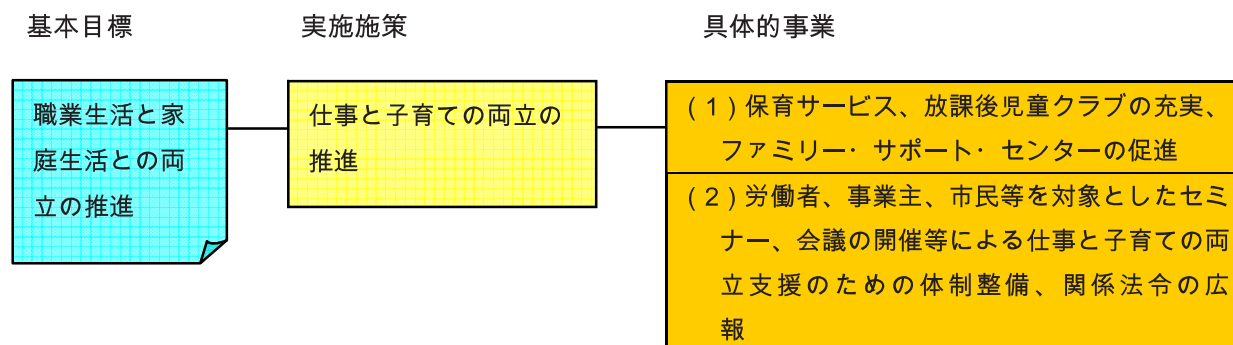 基本目標
実施施策
具体的事業
職業生活と家
庭生活との両
立の推進
仕事と子育ての両立の
推進
(1)保育サービス、放課後児童クラブの充実、
ファミリー・サポート・センターの促進
(2)労働者、事業主、市民等を対象としたセミ
ナー、会議の開催等による仕事と子育ての両
立支援のための体制整備、関係法令の広
報